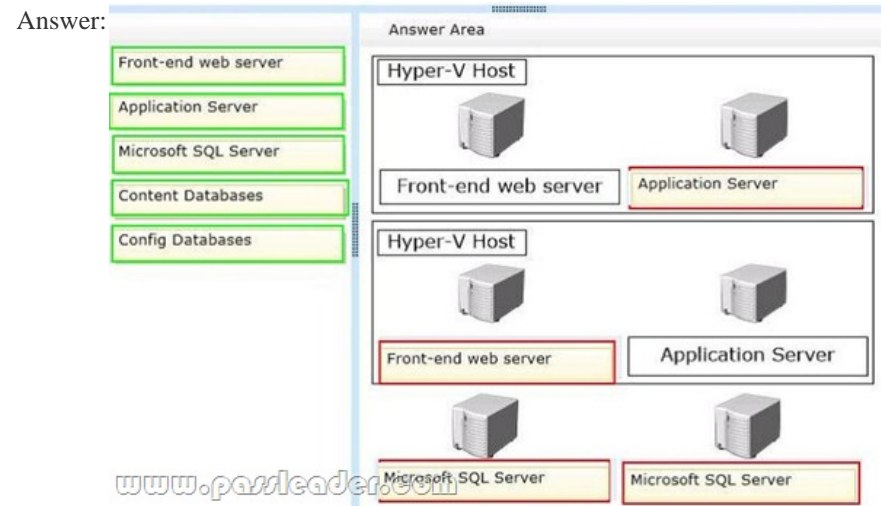 Answer:
Answer Area
Front-end web server
Application Server
Microsoft SQL Server
Content Databases
Config Databases
Hyper-V Host
Front-end web server
Application Server
Hyper-V Host
Front-end web server
Application Server
Microsoft SQL Server
Microsoft SQL Server
www.passleader.com